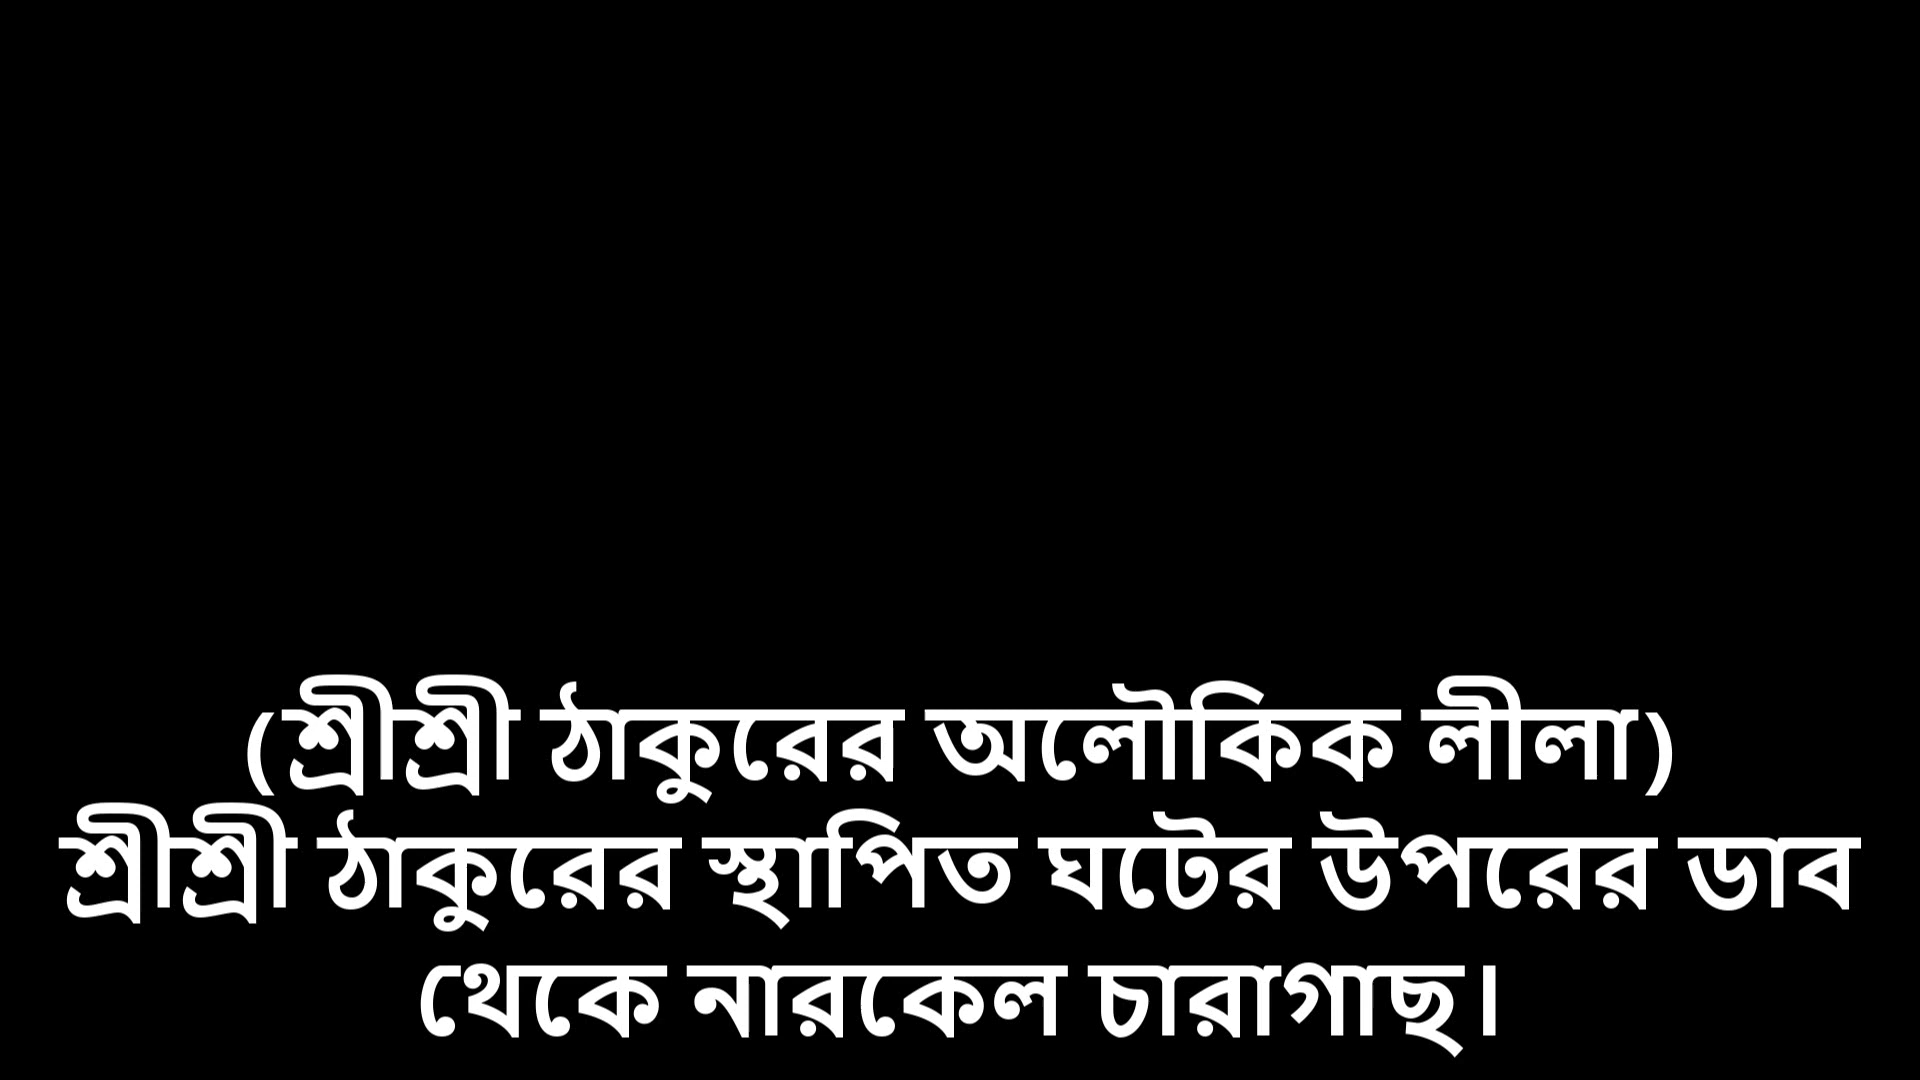 (শ্রীশ্রী ঠাকুরের অলৌকিক লীলা)
শ্রীশ্রী ঠাকুরের স্থাপিত ঘটের উপরের ডাব
থেকে নারকেল চারাগাছ।